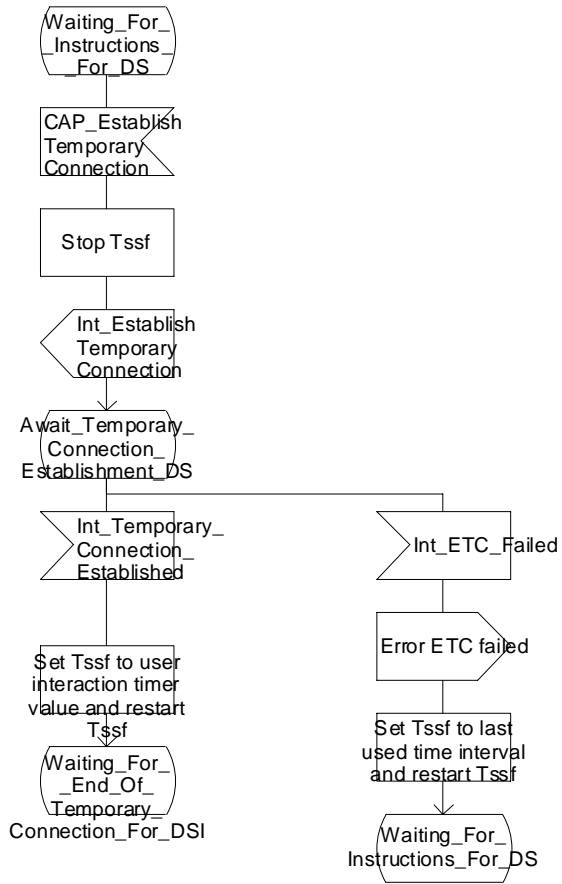 Waiting_For_
_Instructions_
_For_DS
CAP_Establish
Temporary
Connection
Stop Tssf
Int_Establish
Temporary
Connection
Await_Temporary_
Connection_
Establishment_DS
Int_Temporary_
Connection_
Established
Int_ETC_Failed
Error ETC failed
Set Tssf to user
interaction timer
value and restart
Tssf
Set Tssf to last
used time interval
and restart Tssf
Waiting_For_
_End_Of_
Temporary_
Connection_For_DSI
Waiting_For_
Instructions_For_DS